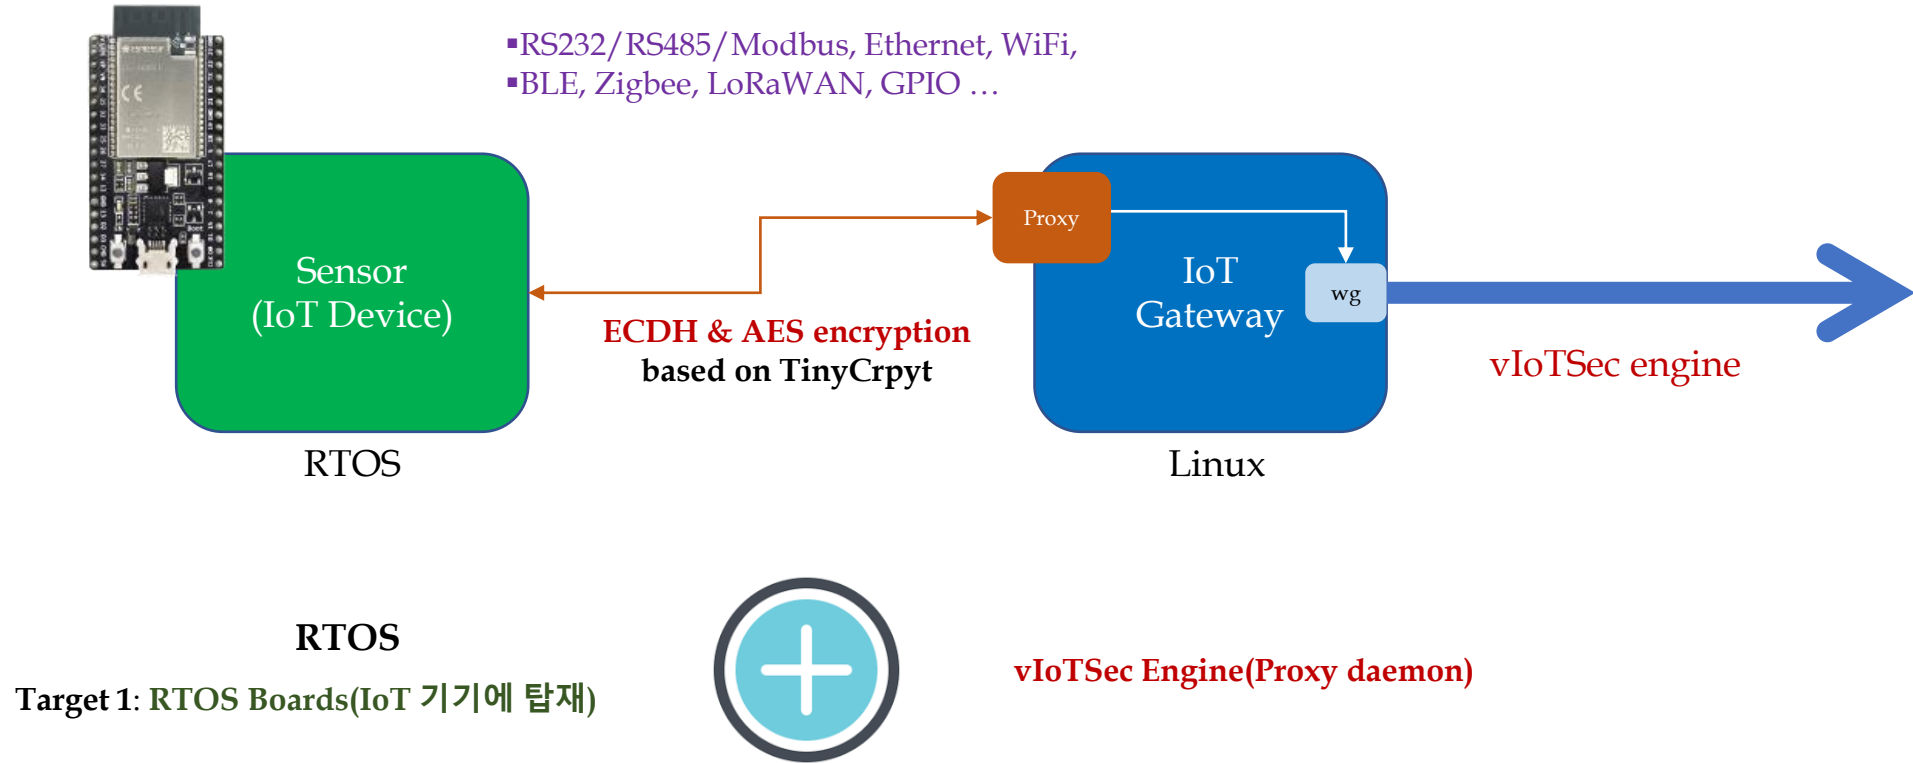 ▪RS232/RS485/Modbus, Ethernet, WiFi,
▪BLE, Zigbee, LoRaWAN, GPIO …
Sensor
(IoT Device)
RTOS
ECDH & AES encryption
based on TinyCrpyt
Proxy
IoT
Gateway
wg
Linux
vIoTSec engine
RTOS
Target 1: RTOS Boards(IoT 기기에 탑재)
vIoTSec Engine(Proxy daemon)